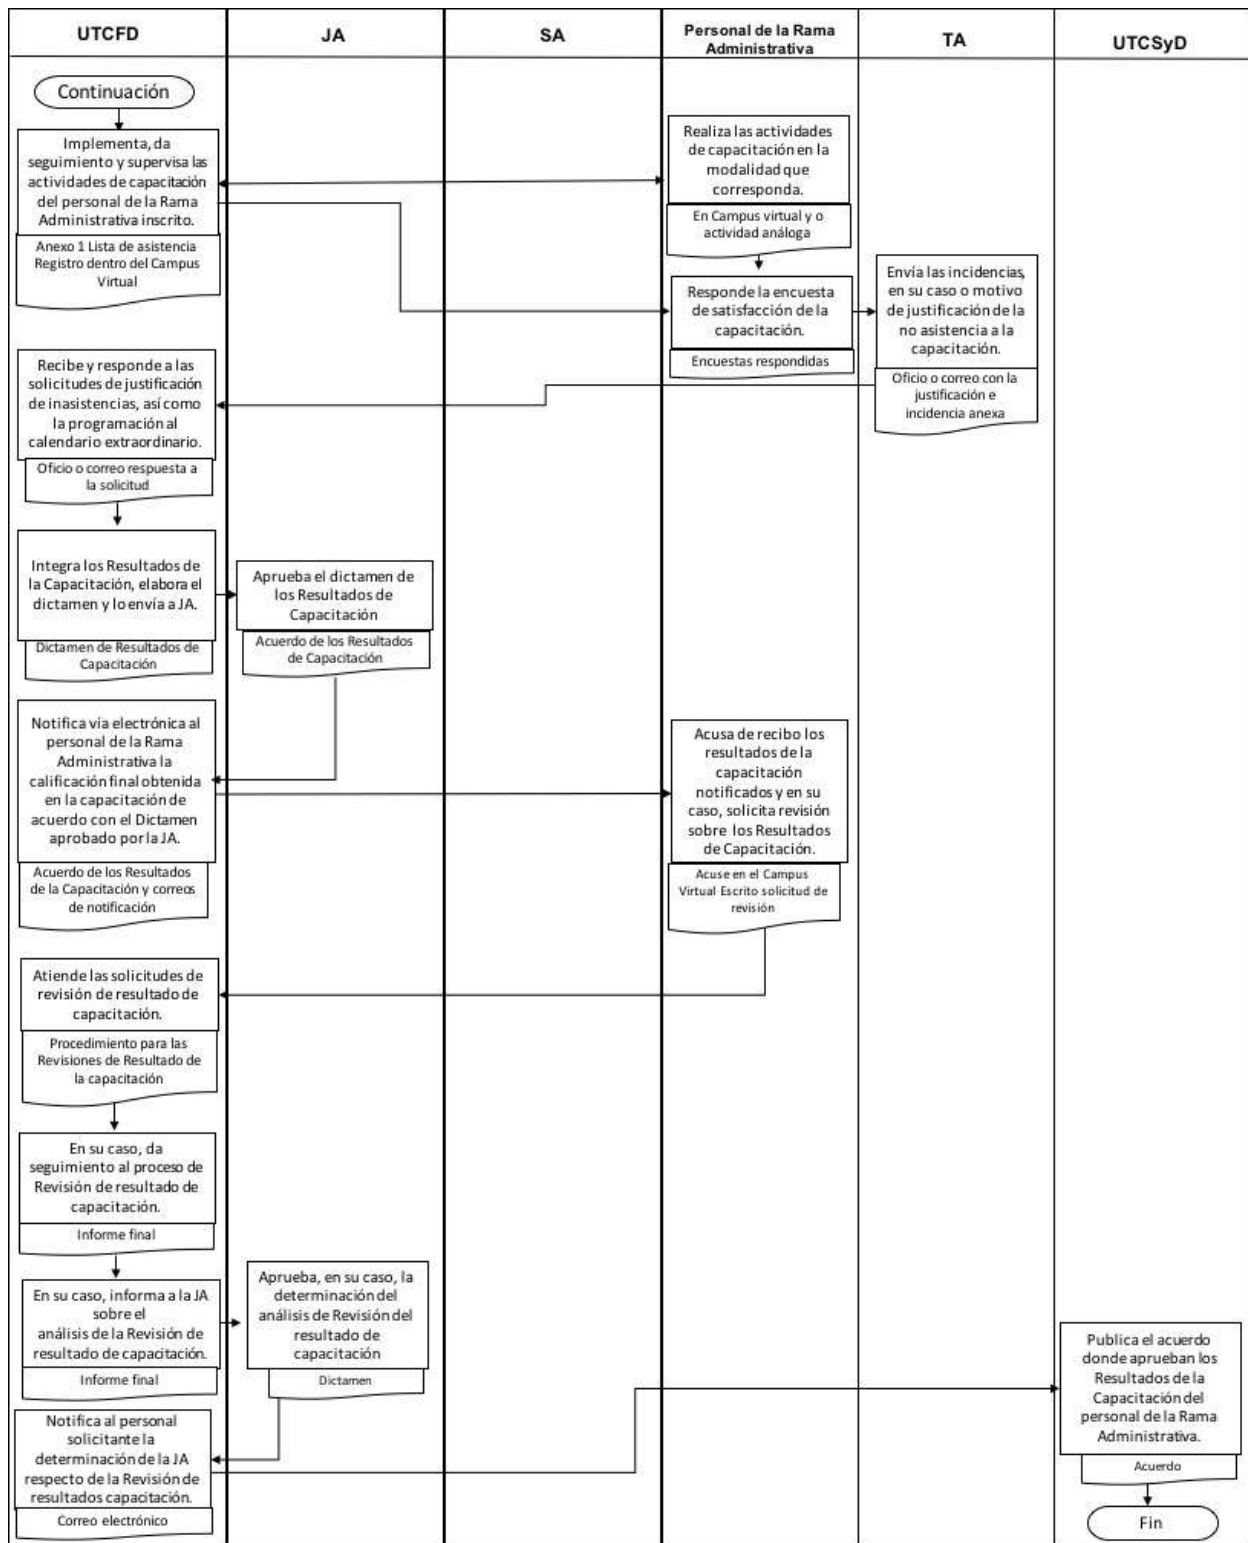 UTCFD
JA
SA
Personal de la Rama
Administrativa
TA
UTCSyD
Continuación
Implementa, da
seguimiento y supervisa las
actividades de capacitación
del personal de la Rama
Administrativa inscrito.
Anexo 1 Lista de asistencia
Registro dentro del Campus
Virtual
Realiza las actividades
de capacitación en la
modalidad que
corresponda.
En Campus virtual y o
actividad análoga
Responde la encuesta
de satisfacción de la
capacitación.
Encuestas respondidas
Envía las incidencias,
en su caso o motivo
de justificación de la
no asistencia a la
capacitación.
Oficio o correo con la
justificación e
incidencia anexa
Recibe y responde a las
solicitudes de justificación
de inasistencias, así como
la programación al
calendario extraordinario.
Oficio o correo respuesta a
la solicitud
Integra los Resultados de
la Capacitación, elabora el
dictamen y lo envía a JA.
Dictamen de Resultados de
Capacitación
Aprueba el dictamen de
los Resultados de
Capacitación
Acuerdo de los Resultados
de Capacitación
Notifica vía electrónica al
personal de la Rama
Administrativa la
calificación final obtenida
en la capacitación de
acuerdo con el Dictamen
aprobado por la JA.
Acuerdo de los Resultados
de la Capacitación y correos
de notificación
Acusa de recibo los
resultados de la
capacitación
notificados y en su
caso, solicita revisión
sobre los Resultados
de Capacitación.
Acuse en el Campus
Virtual Escrito solicitud de
revisión
Atiende las solicitudes de
revisión de resultado de
capacitación.
Procedimiento para las
Revisiones de Resultado de
la capacitación
En su caso, da
seguimiento al proceso de
Revisión de resultado de
capacitación.
Informe final
En su caso, informa a la JA
sobre el
análisis de la Revisión de
resultado de capacitación.
Informe final
Aprueba, en su caso, la
determinación del
análisis de Revisión del
resultado de
capacitación
Dictamen
Notifica al personal
solicitante la
determinación de la JA
respecto de la Revisión de
resultados capacitación.
Correo electrónico
Publica el acuerdo
donde aprueban los
Resultados de la
Capacitación del
personal de la Rama
Administrativa.
Acuerdo
Fin